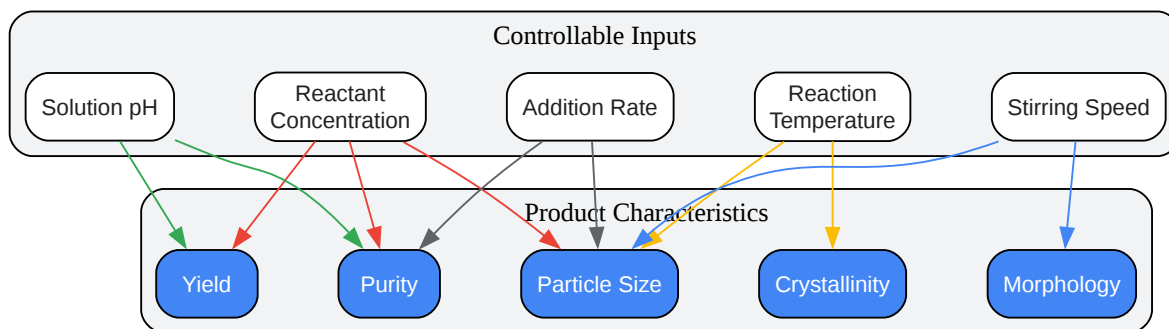 Controllable Inputs
Solution pH
Reactant
Concentration
Addition Rate
Reaction
Temperature
Stirring Speed
Product Characteristics
Yield
Purity
Particle Size
Crystallinity
Morphology